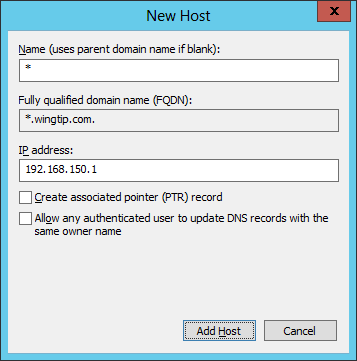 New Host
x
Name (uses parent domain name if blank):
*
Fully qualified domain name (FQDN):
*.wingtip.com.
IP address:
192.168.150.1
Create associated pointer (PTR) record
Allow any authenticated user to update DNS records with the
same owner name
Add Host
Cancel